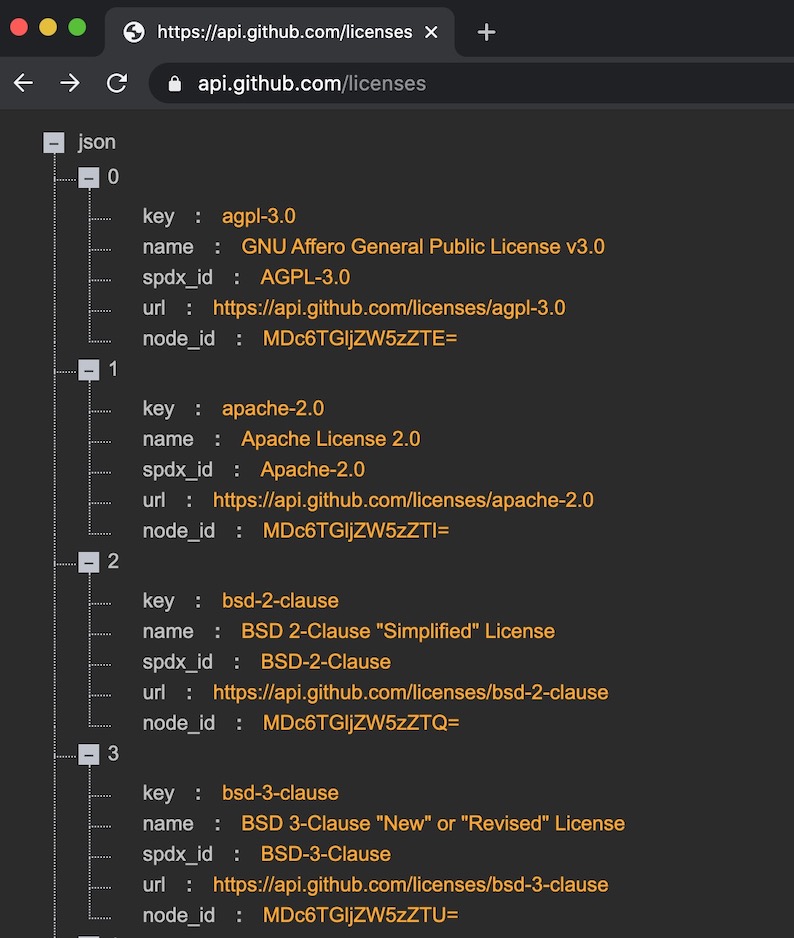 https://api.github.com/licenses
api.github.com/licenses
json
0
key : agpl-3.0
name : GNU Affero General Public License v3.0
spdx_id : AGPL-3.0
url : https://api.github.com/licenses/agpl-3.0
node_id : MDc6TGljZW5zZTE=
1
key : apache-2.0
name : Apache License 2.0
spdx_id : Apache-2.0
url : https://api.github.com/licenses/apache-2.0
node_id : MDc6TGljZW5zZTI=
2
key : bsd-2-clause
name : BSD 2-Clause "Simplified" License
spdx_id : BSD-2-Clause
url : https://api.github.com/licenses/bsd-2-clause
node_id : MDc6TGljZW5zZTQ=
3
key : bsd-3-clause
name : BSD 3-Clause "New" or "Revised" License
spdx_id : BSD-3-Clause
url : https://api.github.com/licenses/bsd-3-clause
node_id : MDc6TGljZW5zZTU=